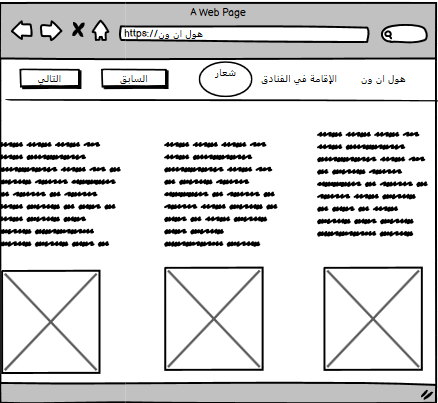 A Web Page
https://هول ان ون
هول ان ون
الإقامة في الفنادق
شعار
السابق
التالي